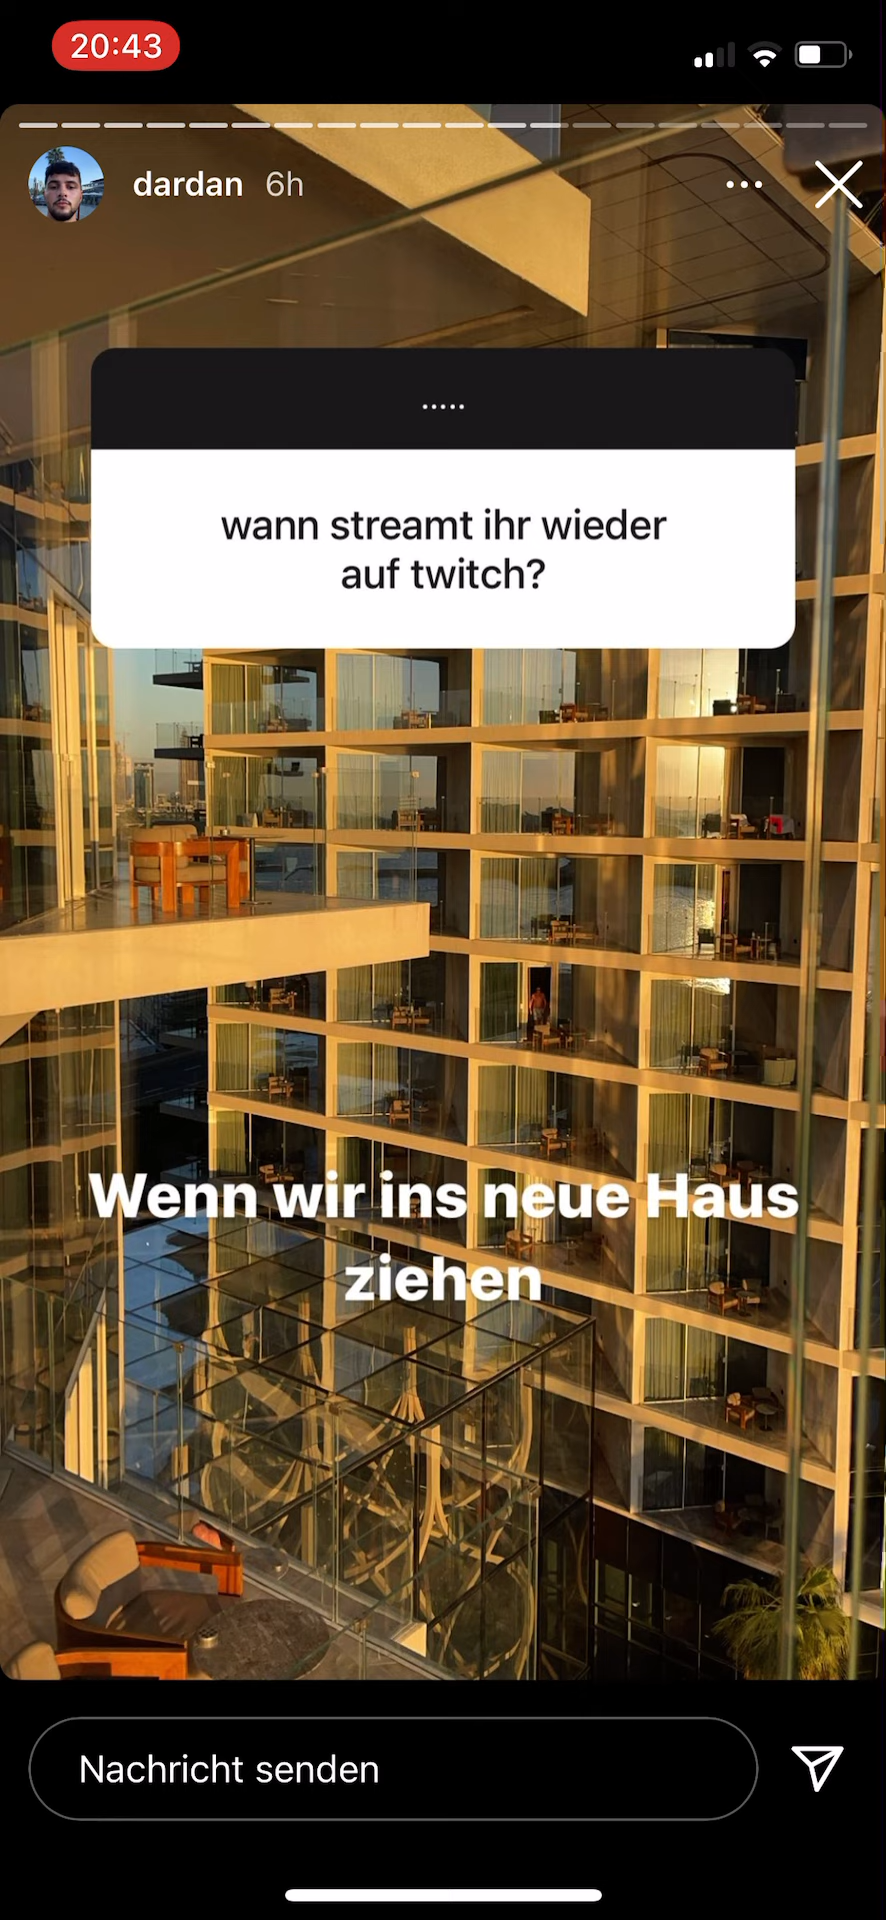 20:43
dardan 6h
.....
wann streamt ihr wieder
auf twitch?
Wenn wir ins neue Haus
ziehen
Nachricht senden